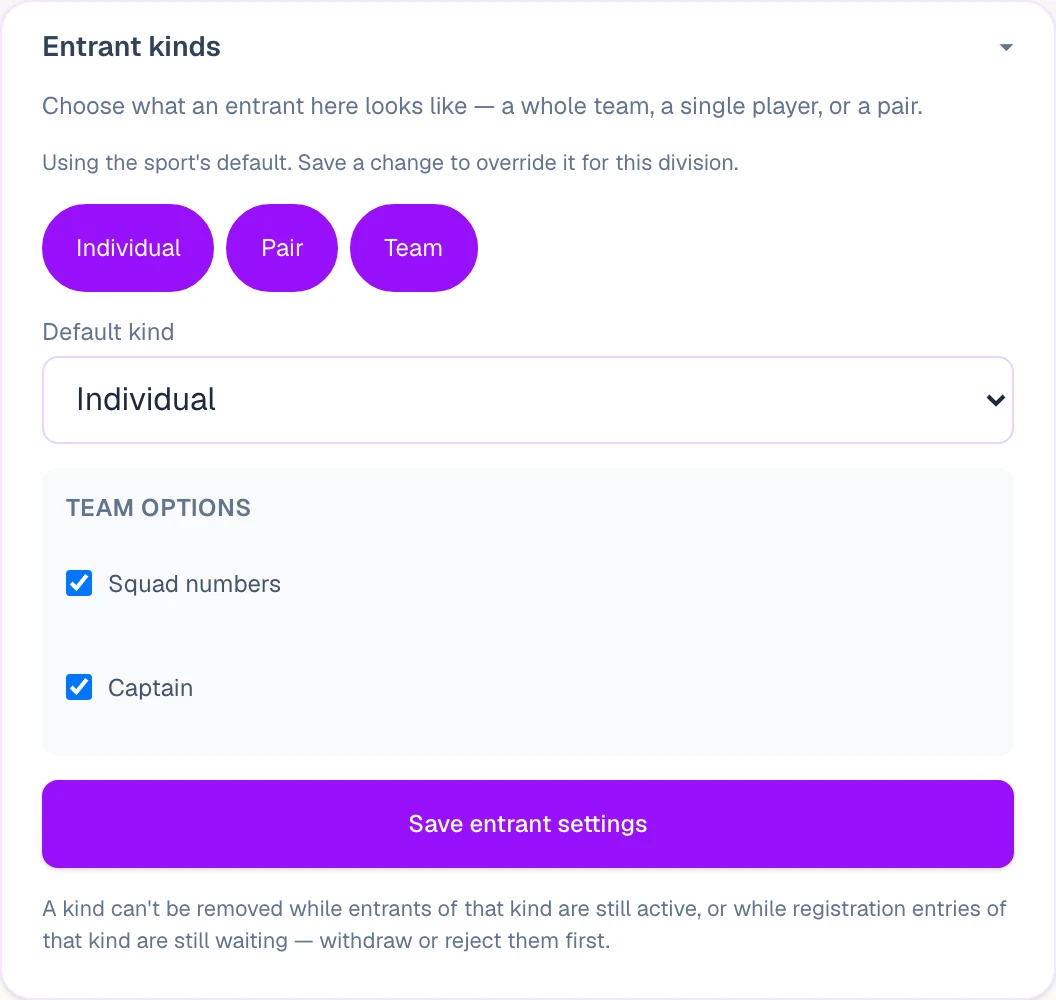 Entrant kinds
Choose what an entrant here looks like — a whole team, a single player, or a pair.
Using the sport's default. Save a change to override it for this division.
Individual
Pair
Team
Default kind
Individual
TEAM OPTIONS
Squad numbers
Captain
Save entrant settings
A kind can't be removed while entrants of that kind are still active, or while registration entries of
that kind are still waiting — withdraw or reject them first.